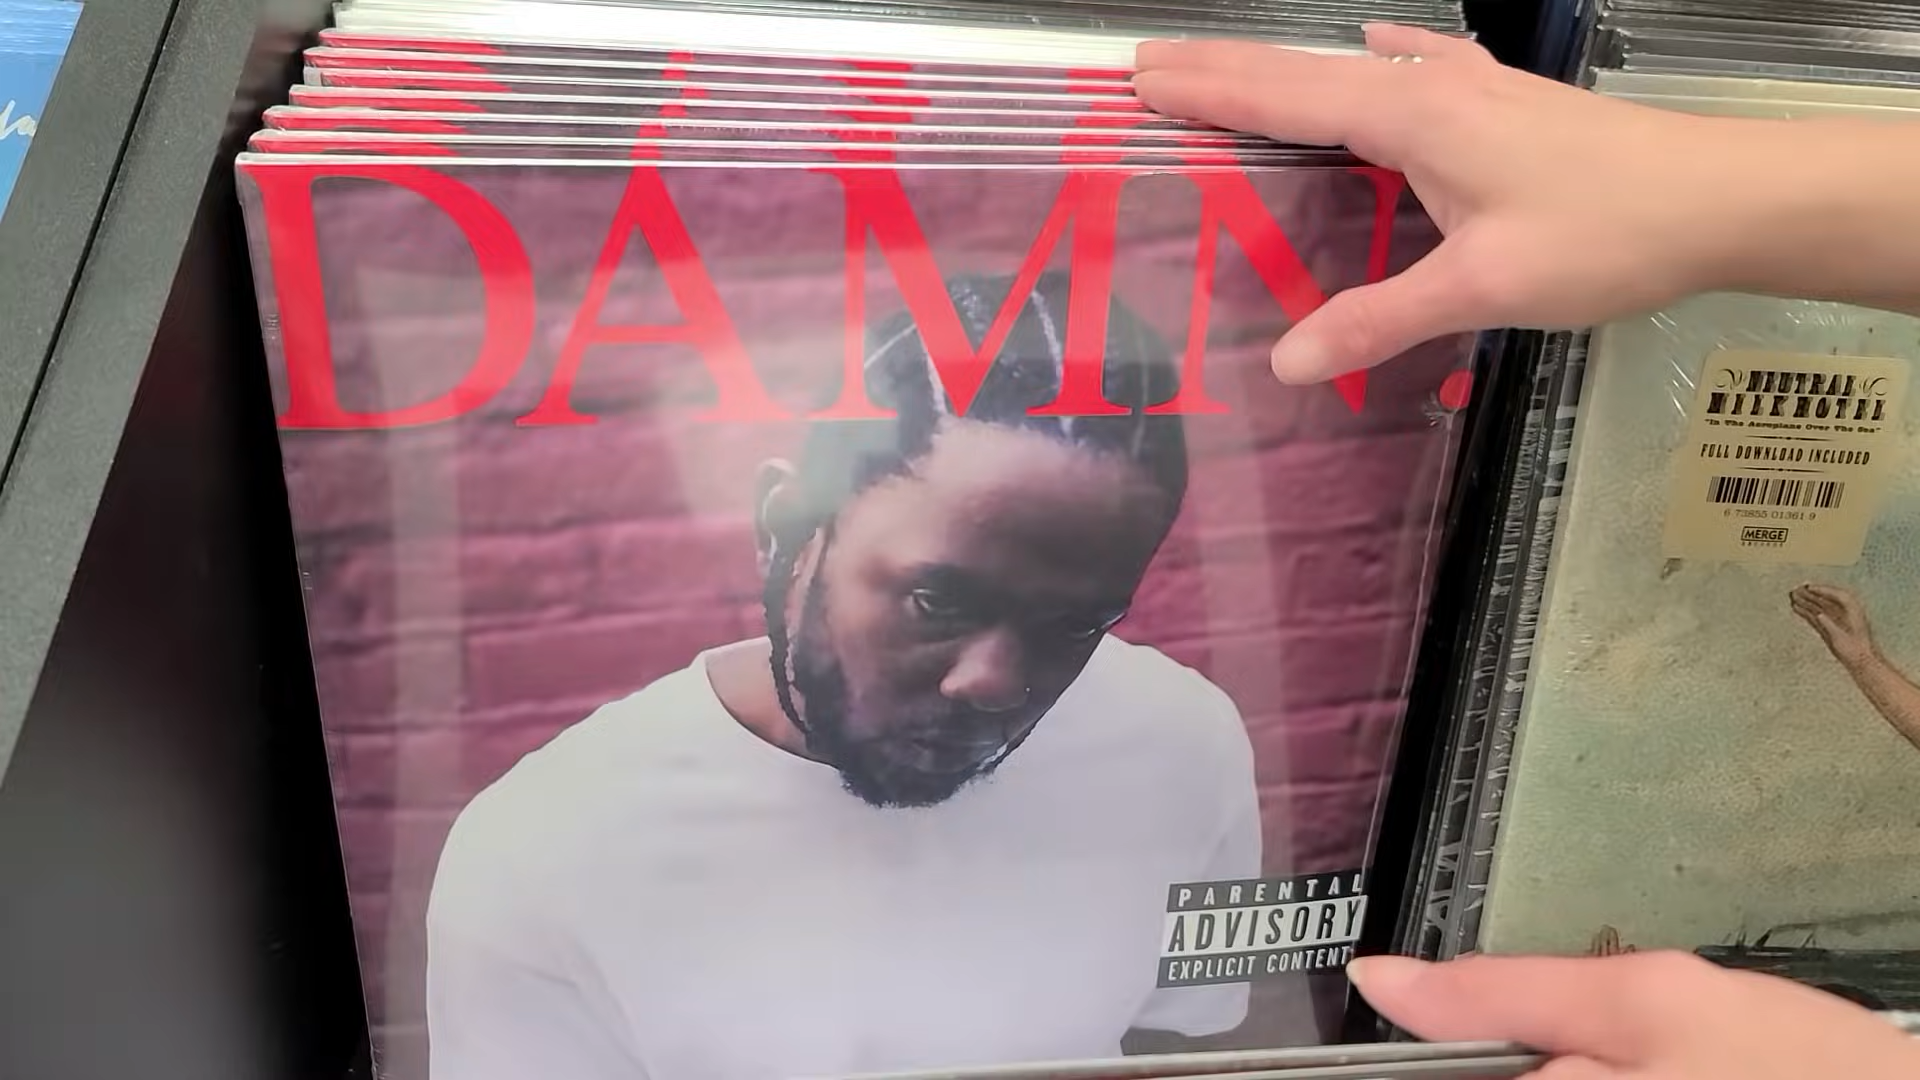 DAMN.
PARENTAL
ADVISORY
EXPLICIT CONTENT
NEUTRAL
MILK HOTEL
"In The Aeroplane Over The Sea"
FULL DOWNLOAD INCLUDED
6 73855 01361 9
MERGE
RECORDS